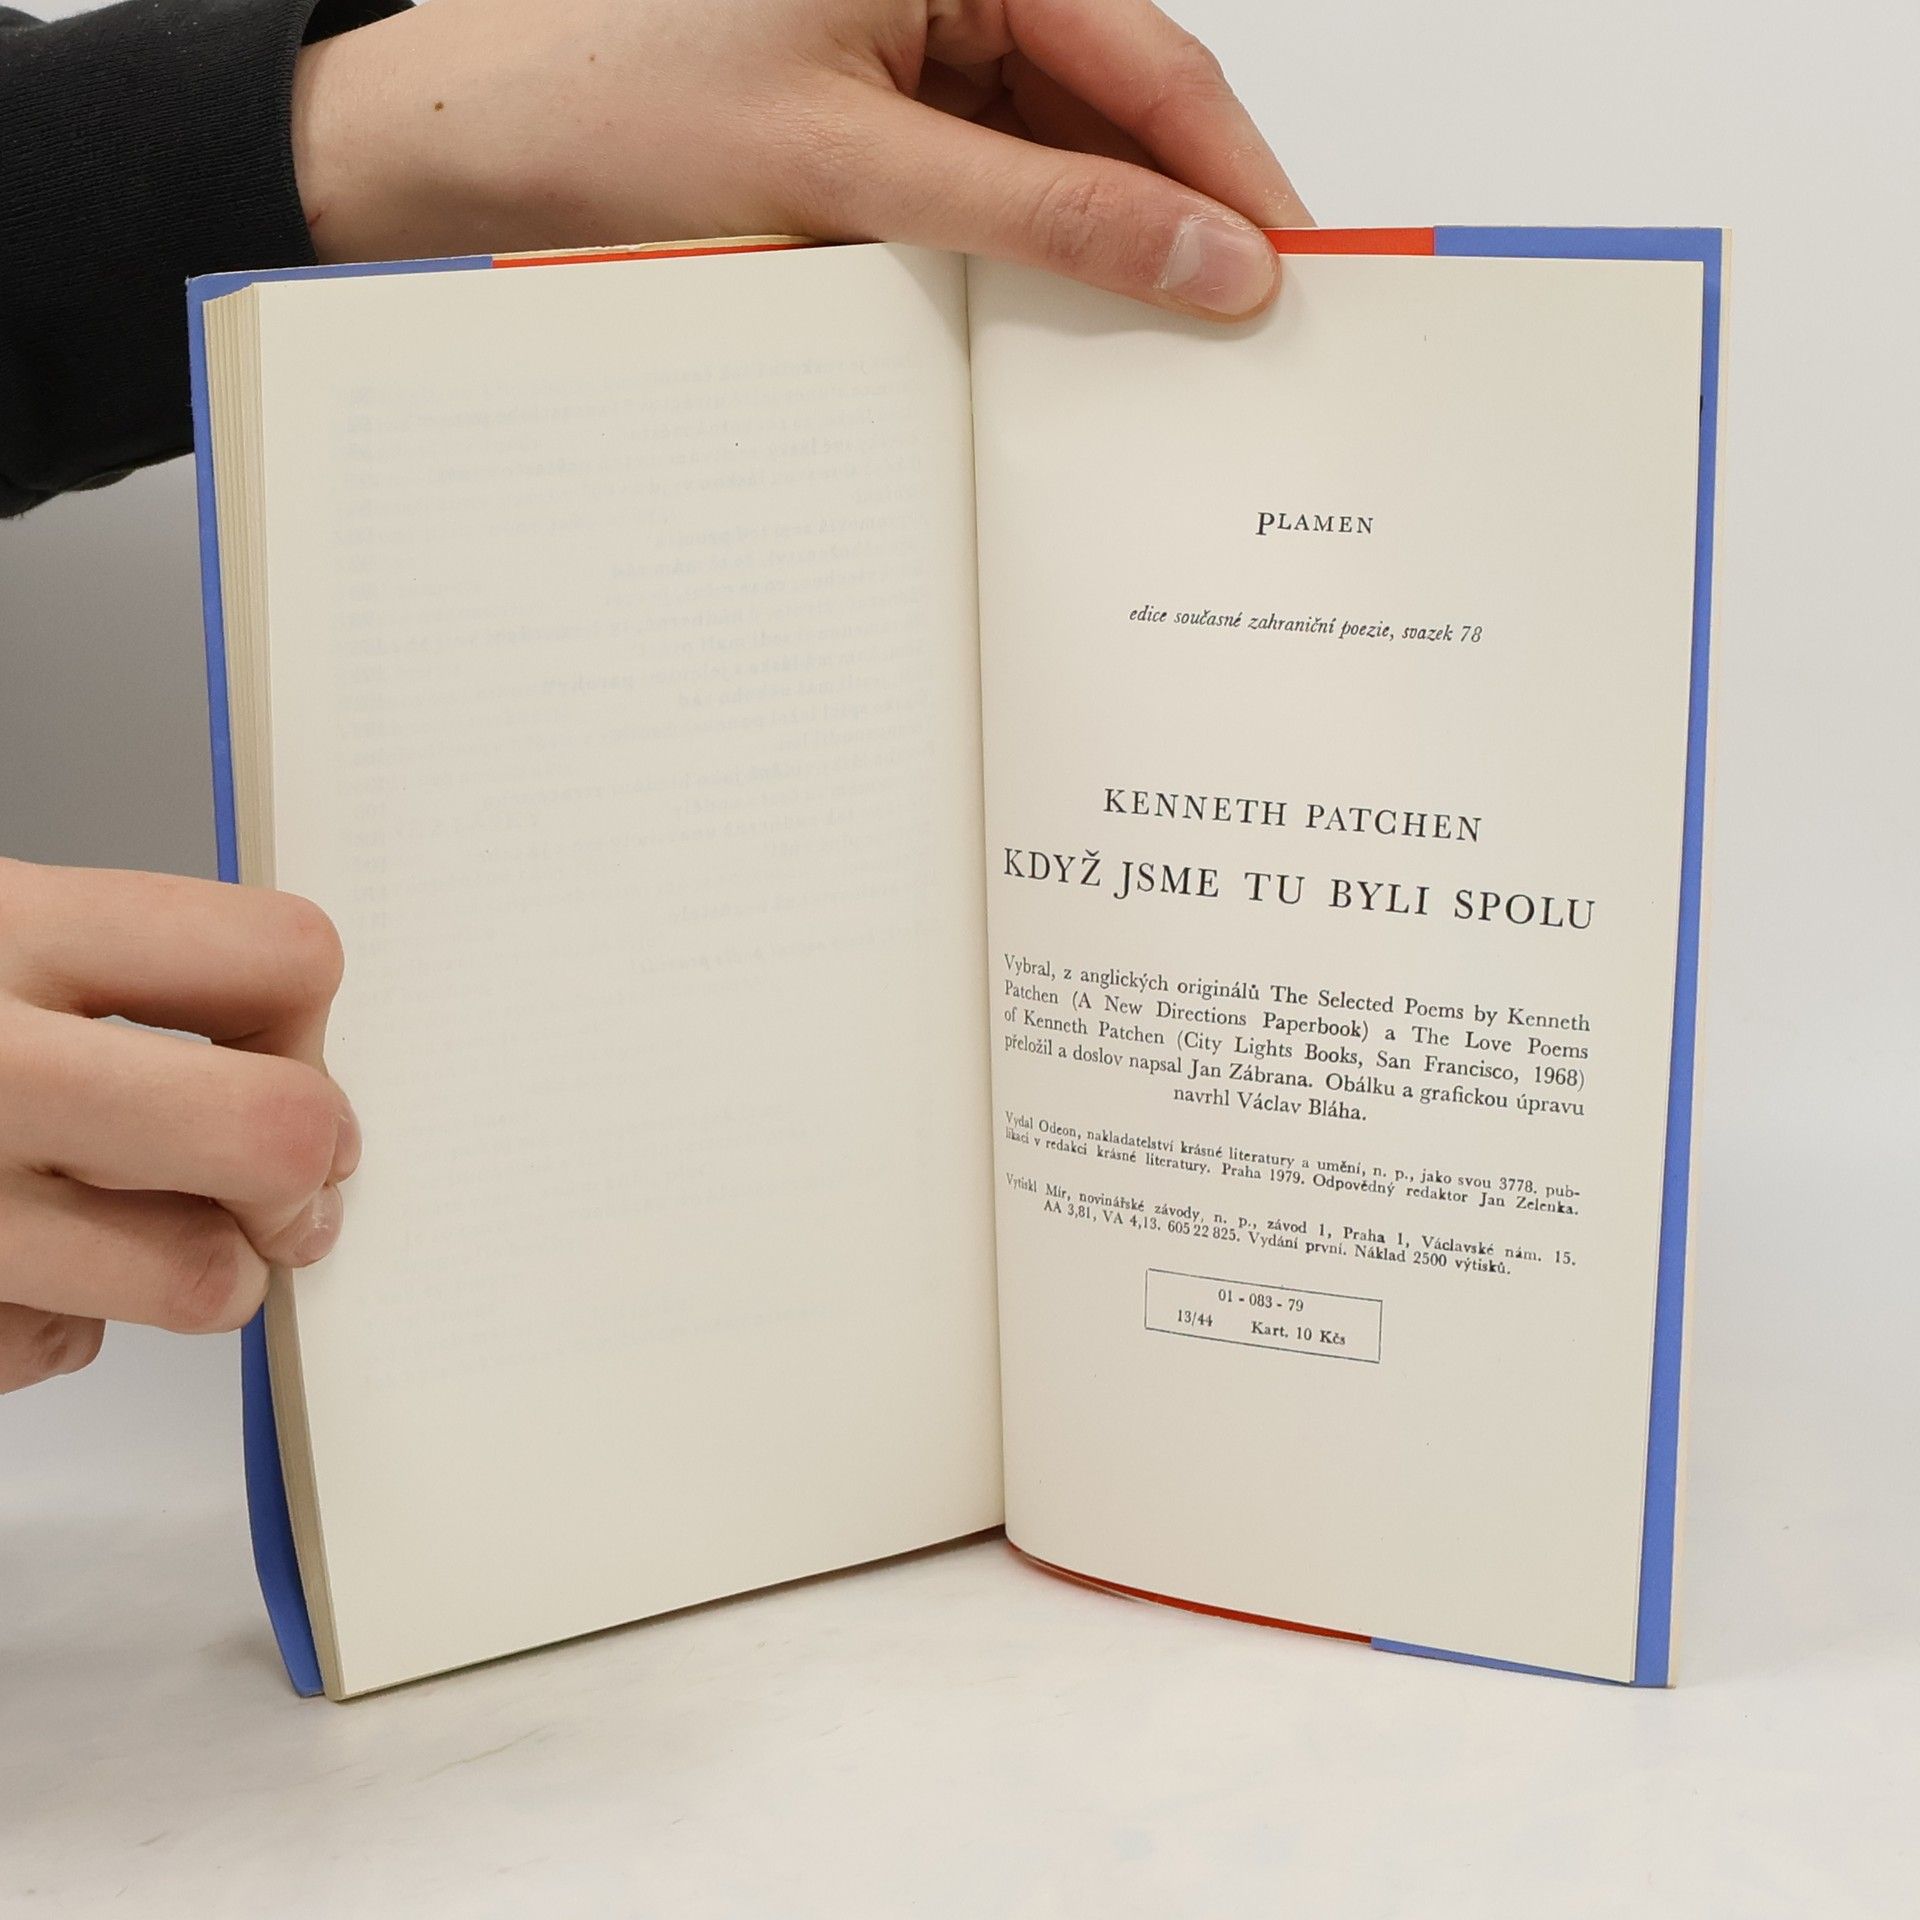 PLAMEN
edice současné zahraniční poezie, svazek 78
KENNETH PATCHEN
KDYŽ JSME TU BYLI SPOLU
Vybral, z anglických originálů The Selected Poems by Kenneth
Patchen (A New Directions Paperbook) a The Love Poems
of Kenneth Patchen (City Lights Books, San Francisco, 1968)
přeložil a doslov napsal Jan Zábrana. Obálku a grafickou úpravu
navrhl Václav Bláha.
Vydal Odeon, nakladatelství krásné literatury a umění, n. p., jako svou 3778. pub-
likaci v redakci krásné literatury. Praha 1979. Odpovědný redaktor Jan Zelenka.
Vytiskl Mír, novinářské závody, n. p., závod 1, Praha 1, Václavské nám. 15.
AA 3,81, VA 4,13. 605 22 825. Vydání první. Náklad 2500 výtisků.
01 - 083 - 79
13/44 Kart. 10 Kčs